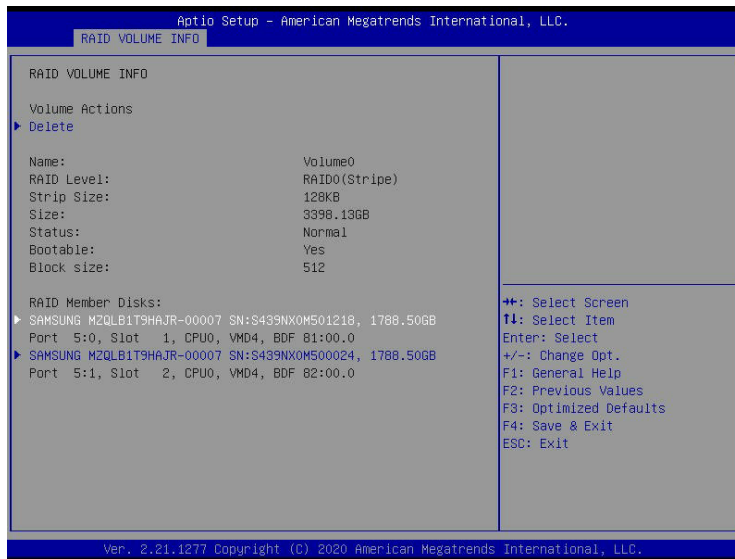 Aptio Setup – American Megatrends International, LLC.
RAID VOLUME INFO
RAID VOLUME INFO
Volume Actions
▶ Delete
Name: Volume0
RAID Level: RAID0(Stripe)
Strip Size: 128KB
Size: 3398.13GB
Status: Normal
Bootable: Yes
Block size: 512
RAID Member Disks:
▶ SAMSUNG MZQLB1T9HAJR-00007 SN:S439NX0M501218, 1788.50GB
Port 5:0, Slot 1, CPU0, VMD4, BDF 81:00.0
▶ SAMSUNG MZQLB1T9HAJR-00007 SN:S439NX0M500024, 1788.50GB
Port 5:1, Slot 2, CPU0, VMD4, BDF 82:00.0
→←: Select Screen
↑↓: Select Item
Enter: Select
+/-: Change Opt.
F1: General Help
F2: Previous Values
F3: Optimized Defaults
F4: Save & Exit
ESC: Exit
Ver. 2.21.1277 Copyright (C) 2020 American Megatrends International, LLC.